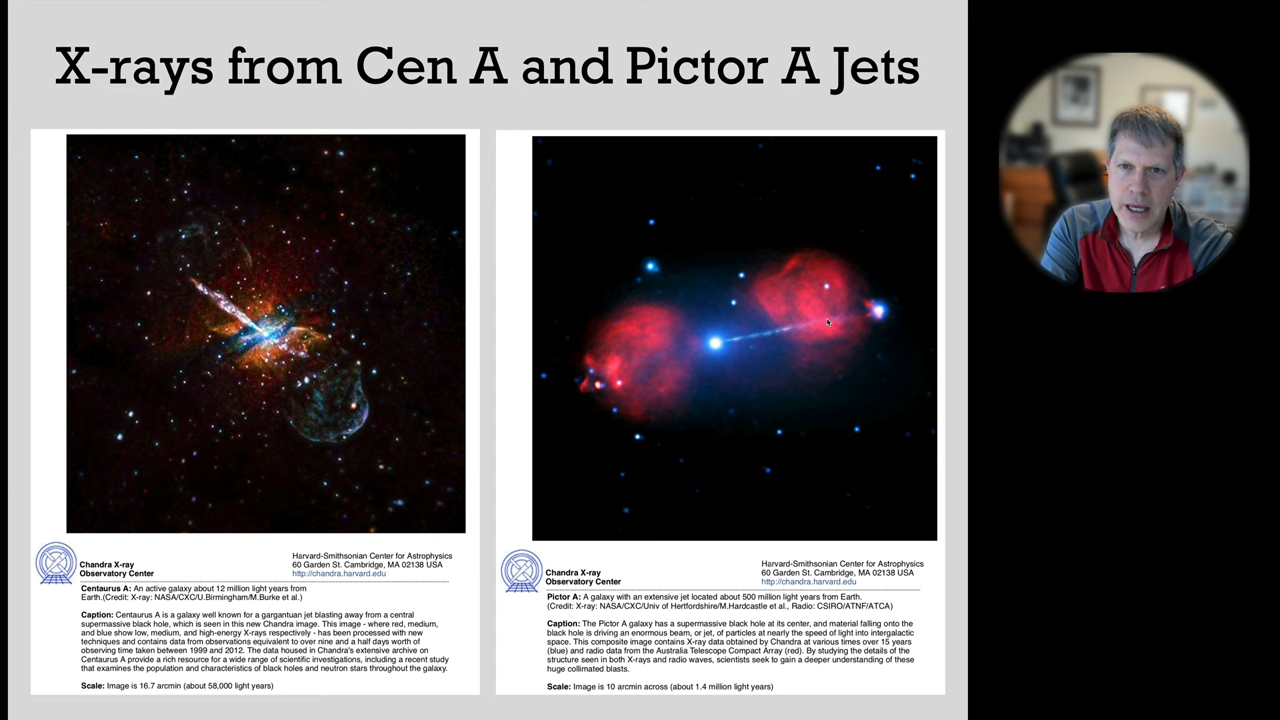 X-rays from Cen A and Pictor A Jets
Chandra X-ray
Observatory Center
Harvard-Smithsonian Center for Astrophysics
60 Garden St. Cambridge, MA 02138 USA
http://chandra.harvard.edu
Centaurus A: An active galaxy about 12 million light years from
Earth.(Credit: X-ray: NASA/CXC/U.Birmingham/M.Burke et al.)
Caption: Centaurus A is a galaxy well known for a gargantuan jet blasting away from a central
supermassive black hole, which is seen in this new Chandra image. This image - where red, medium,
and blue show low, medium, and high-energy X-rays respectively - has been processed with new
techniques and contains data from observations equivalent to over nine and a half days worth of
observing time taken between 1999 and 2012. The data housed in Chandra's extensive archive on
Centaurus A provide a rich resource for a wide range of scientific investigations, including a recent study
that examines the population and characteristics of black holes and neutron stars throughout the galaxy.
Scale: Image is 16.7 arcmin (about 58,000 light years)
Chandra X-ray
Observatory Center
Harvard-Smithsonian Center for Astrophysics
60 Garden St. Cambridge, MA 02138 USA
http://chandra.harvard.edu
Pictor A: A galaxy with an extensive jet located about 500 million light years from Earth.
(Credit: X-ray: NASA/CXC/Univ of Hertfordshire/M.Hardcastle et al., Radio: CSIRO/ATNF/ATCA)
Caption: The Pictor A galaxy has a supermassive black hole at its center, and material falling onto the
black hole is driving an enormous beam, or jet, of particles at nearly the speed of light into intergalactic
space. This composite image contains X-ray data obtained by Chandra at various times over 15 years
(blue) and radio data from the Australia Telescope Compact Array (red). By studying the details of the
structure seen in both X-rays and radio waves, scientists seek to gain a deeper understanding of these
huge collimated blasts.
Scale: Image is 10 arcmin across (about 1.4 million light years)